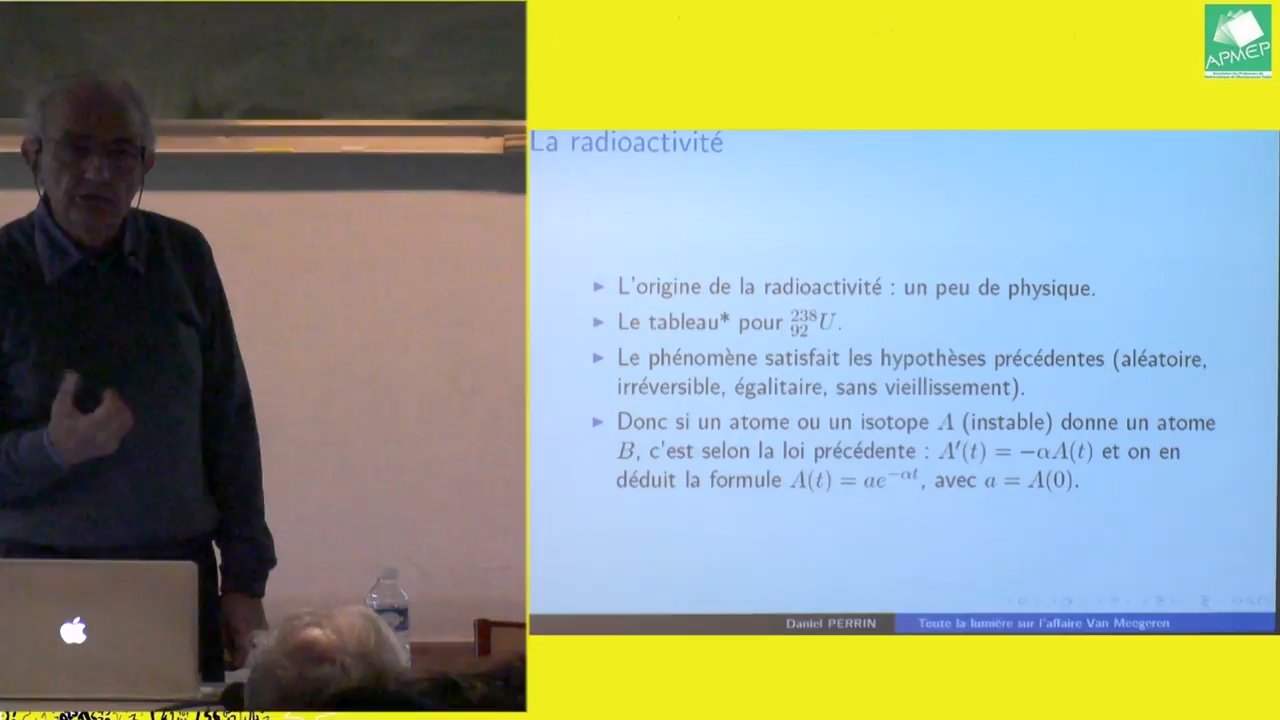 APMEP
La radioactivité
L'origine de la radioactivité : un peu de physique.
Le tableau* pour $^{238}_{92}U$.
Le phénomène satisfait les hypothèses précédentes (aléatoire,
irréversible, égalitaire, sans vieillissement).
Donc si un atome ou un isotope A (instable) donne un atome
B, c'est selon la loi précédente : A′(t) = −αA(t) et on en
déduit la formule A(t) = ae^{−αt}, avec a = A(0).
Daniel PERRIN
Toute la lumière sur l'affaire Van Meegeren